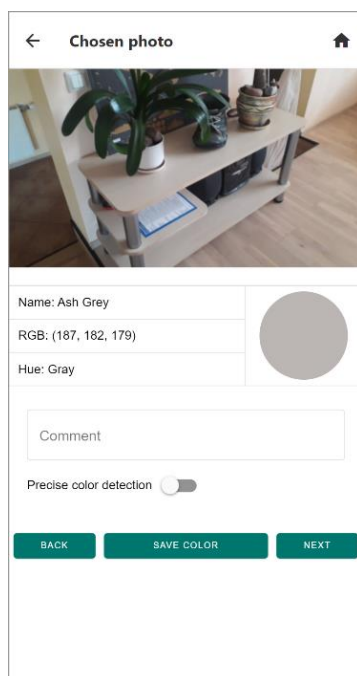 Chosen photo
Name: Ash Grey
RGB: (187, 182, 179)
Hue: Gray
Comment
Precise color detection
BACK
SAVE COLOR
NEXT